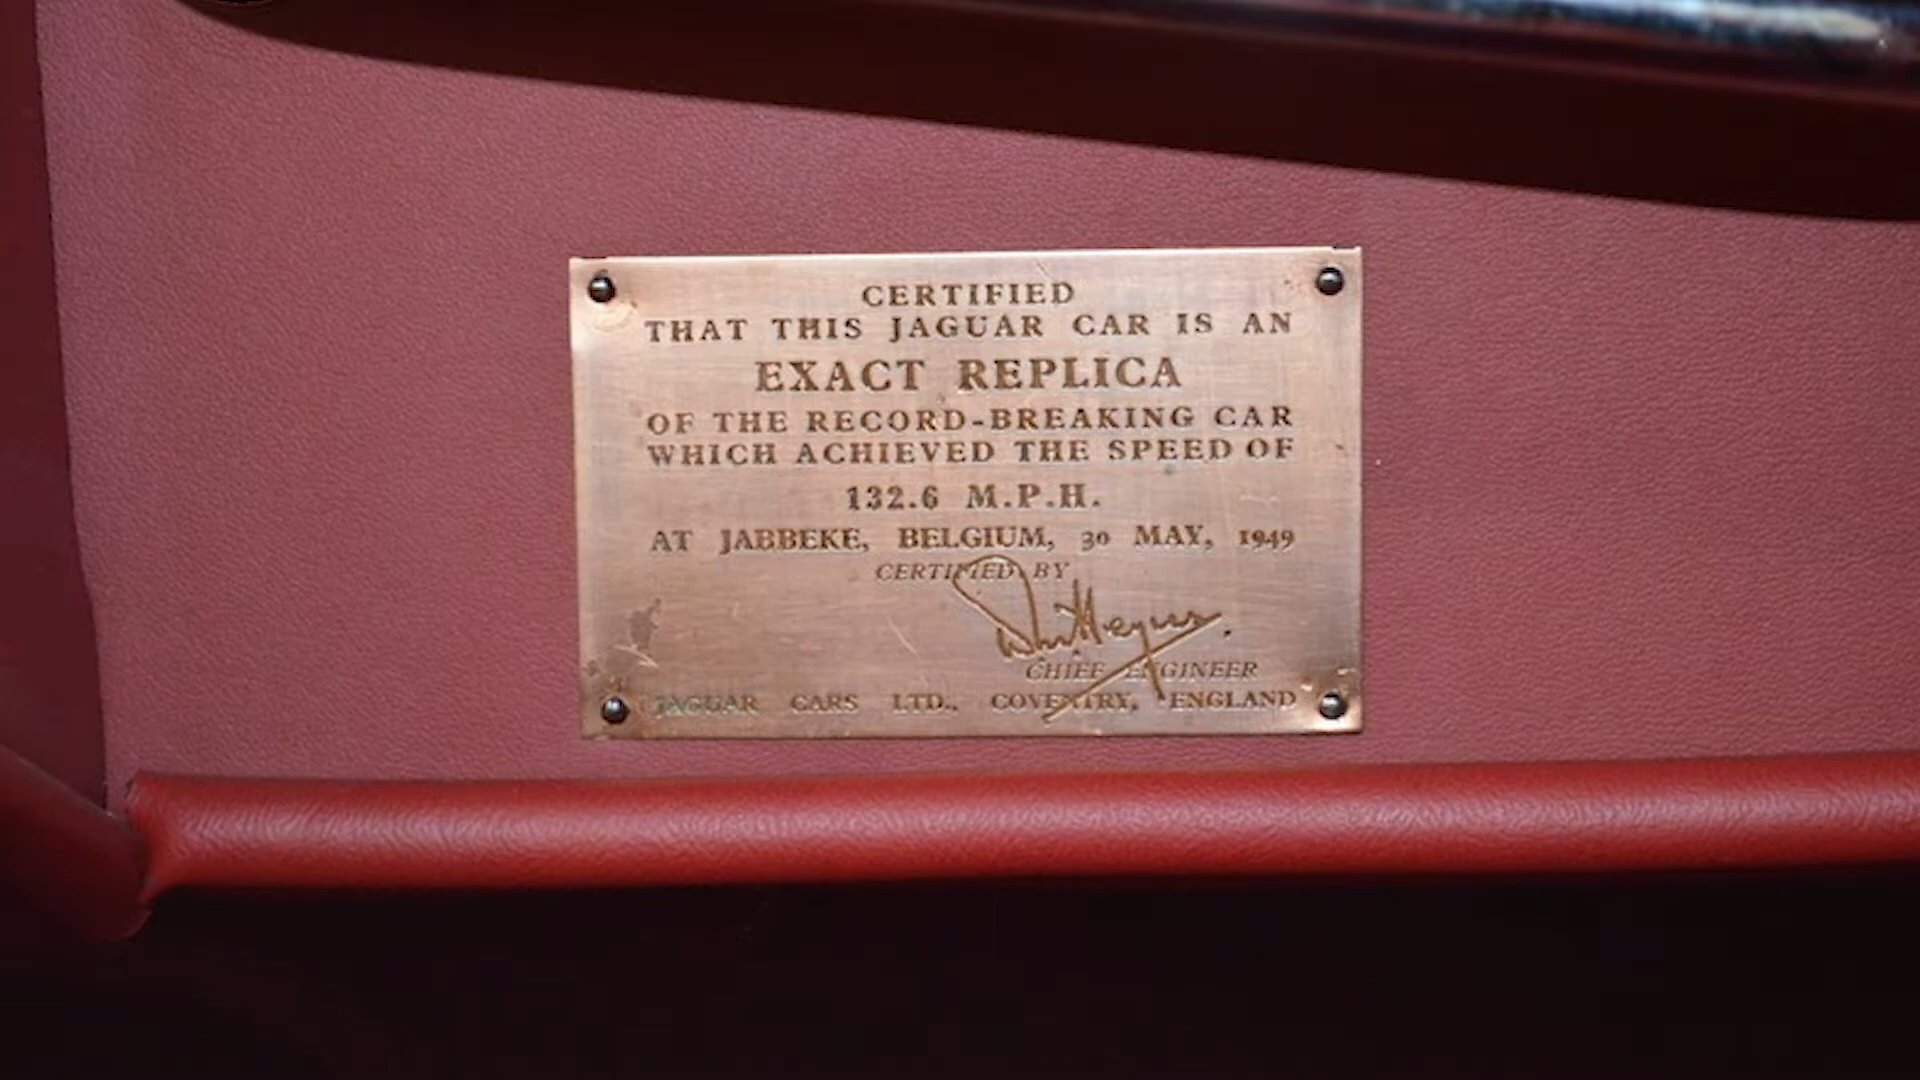 CERTIFIED
THAT THIS JAGUAR CAR IS AN
EXACT REPLICA
OF THE RECORD-BREAKING CAR
WHICH ACHIEVED THE SPEED OF
132.6 M.P.H.
AT JABBEKE, BELGIUM, 30 MAY, 1949
CERTIFIED BY
CHIEF ENGINEER
JAGUAR CARS LTD., COVENTRY, ENGLAND